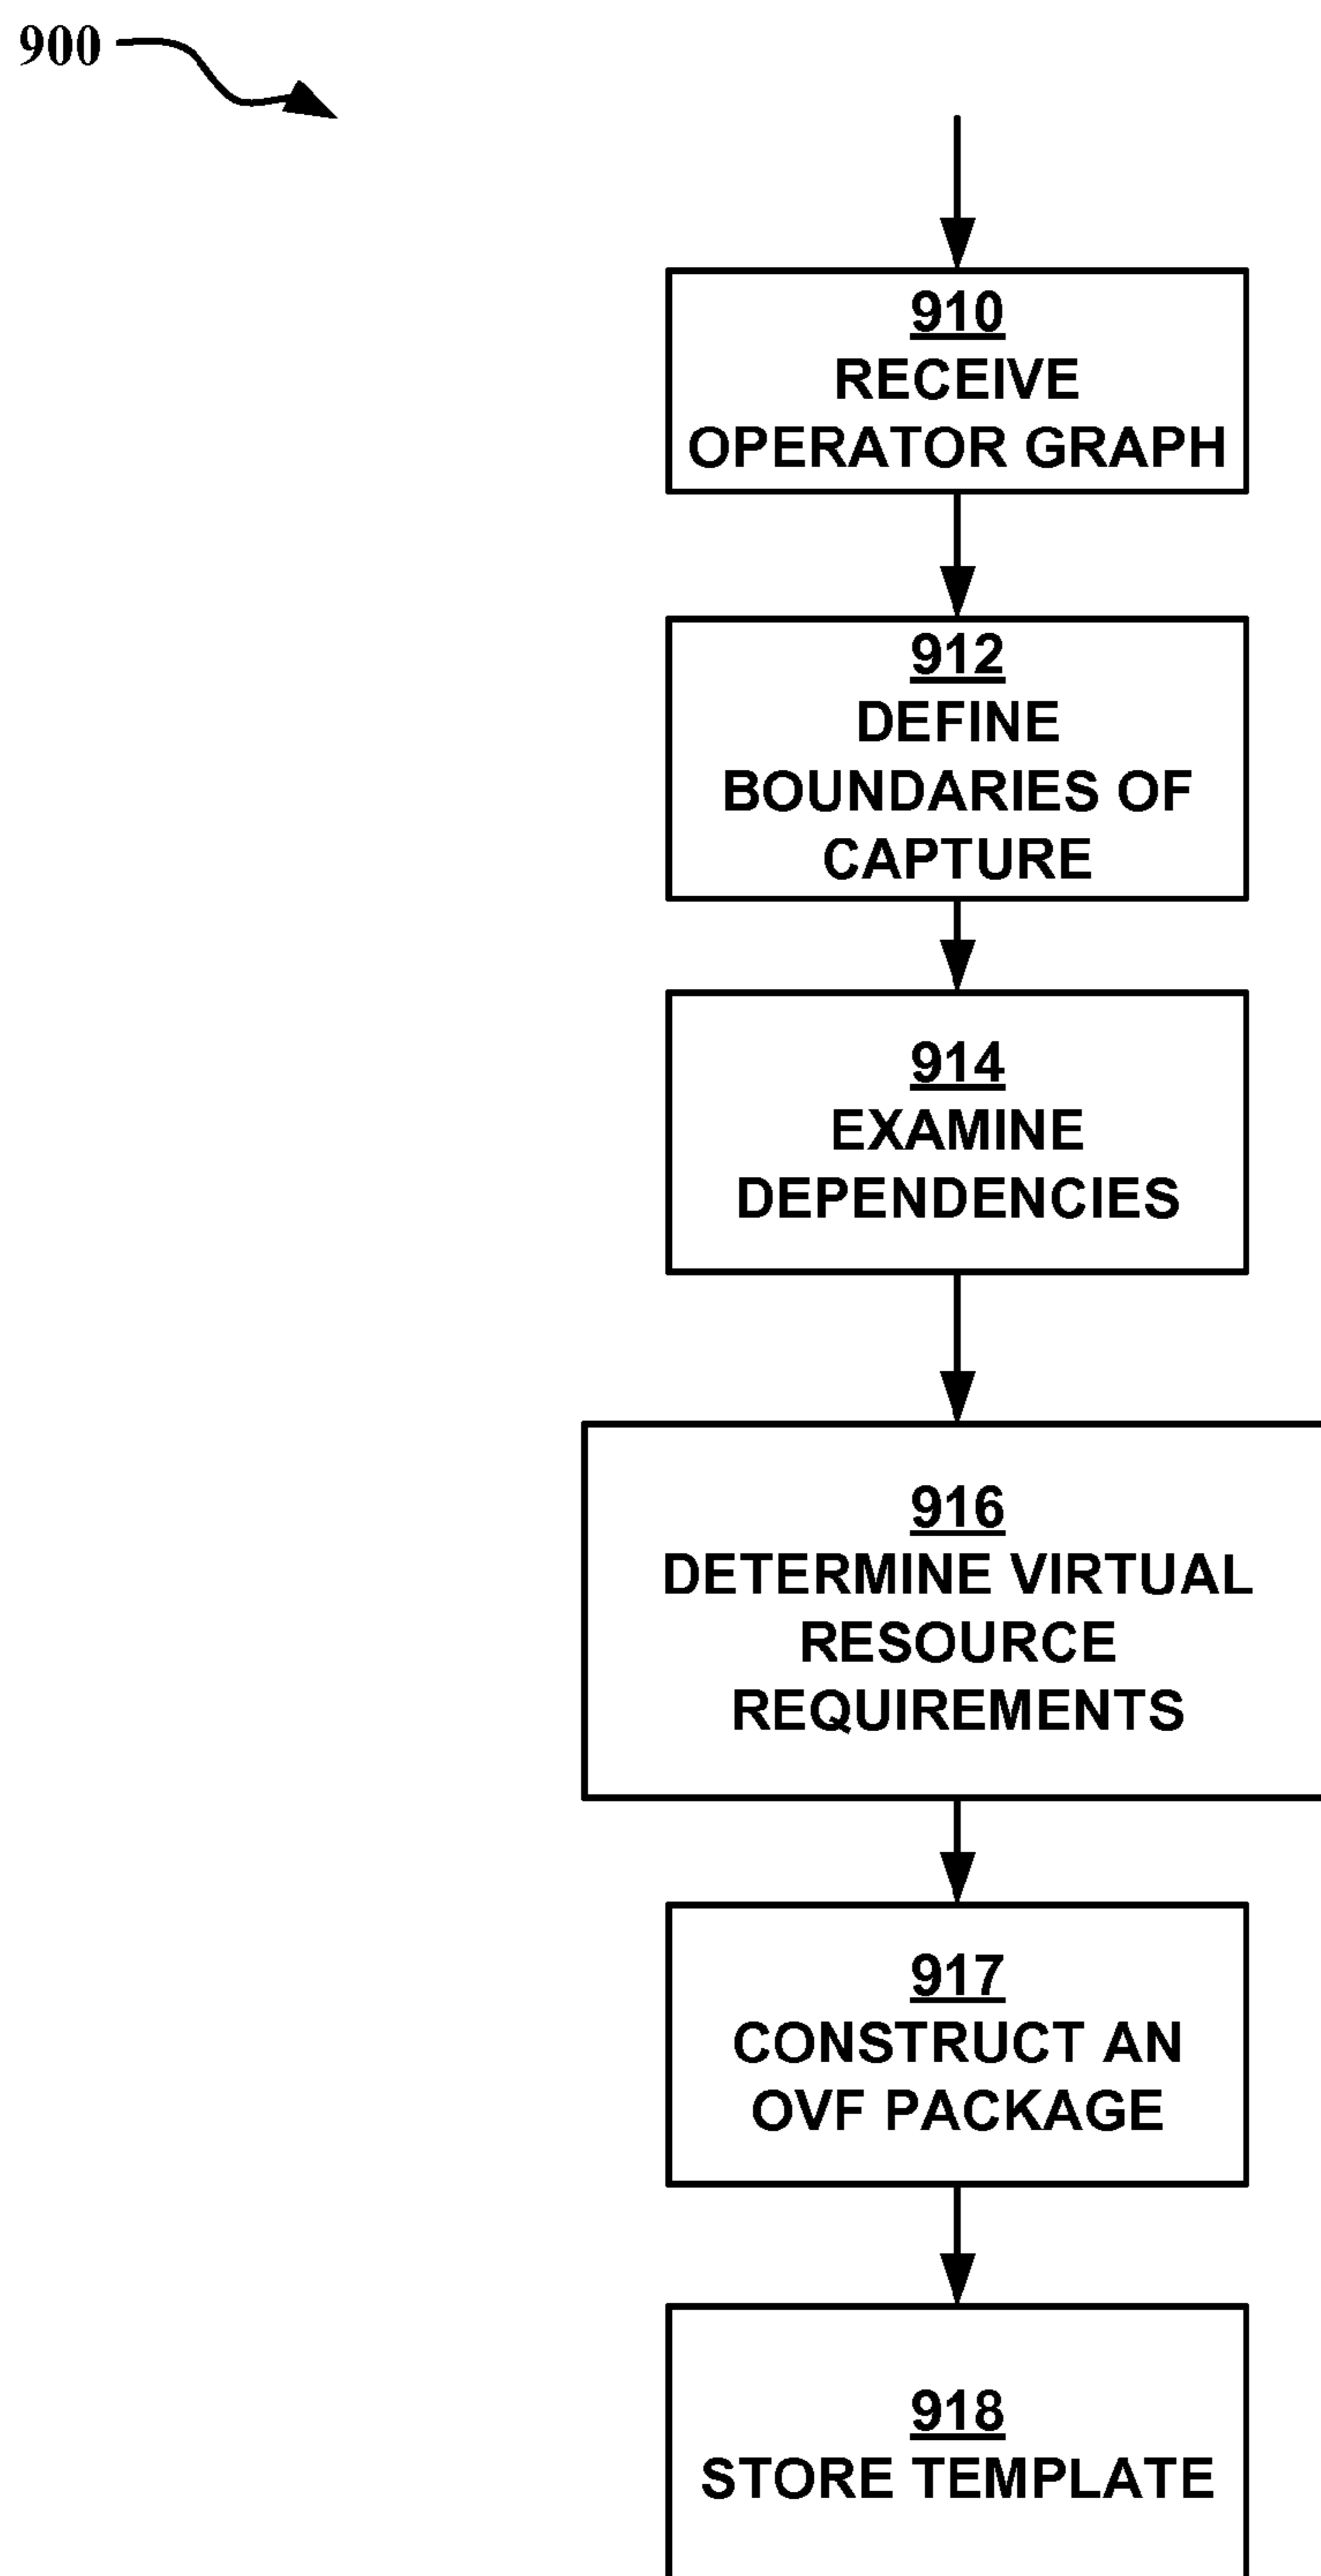 900
910
RECEIVE
OPERATOR GRAPH
912
DEFINE
BOUNDARIES OF
CAPTURE
914
EXAMINE
DEPENDENCIES
916
DETERMINE VIRTUAL
RESOURCE
REQUIREMENTS
917
CONSTRUCT AN
OVF PACKAGE
918
STORE TEMPLATE